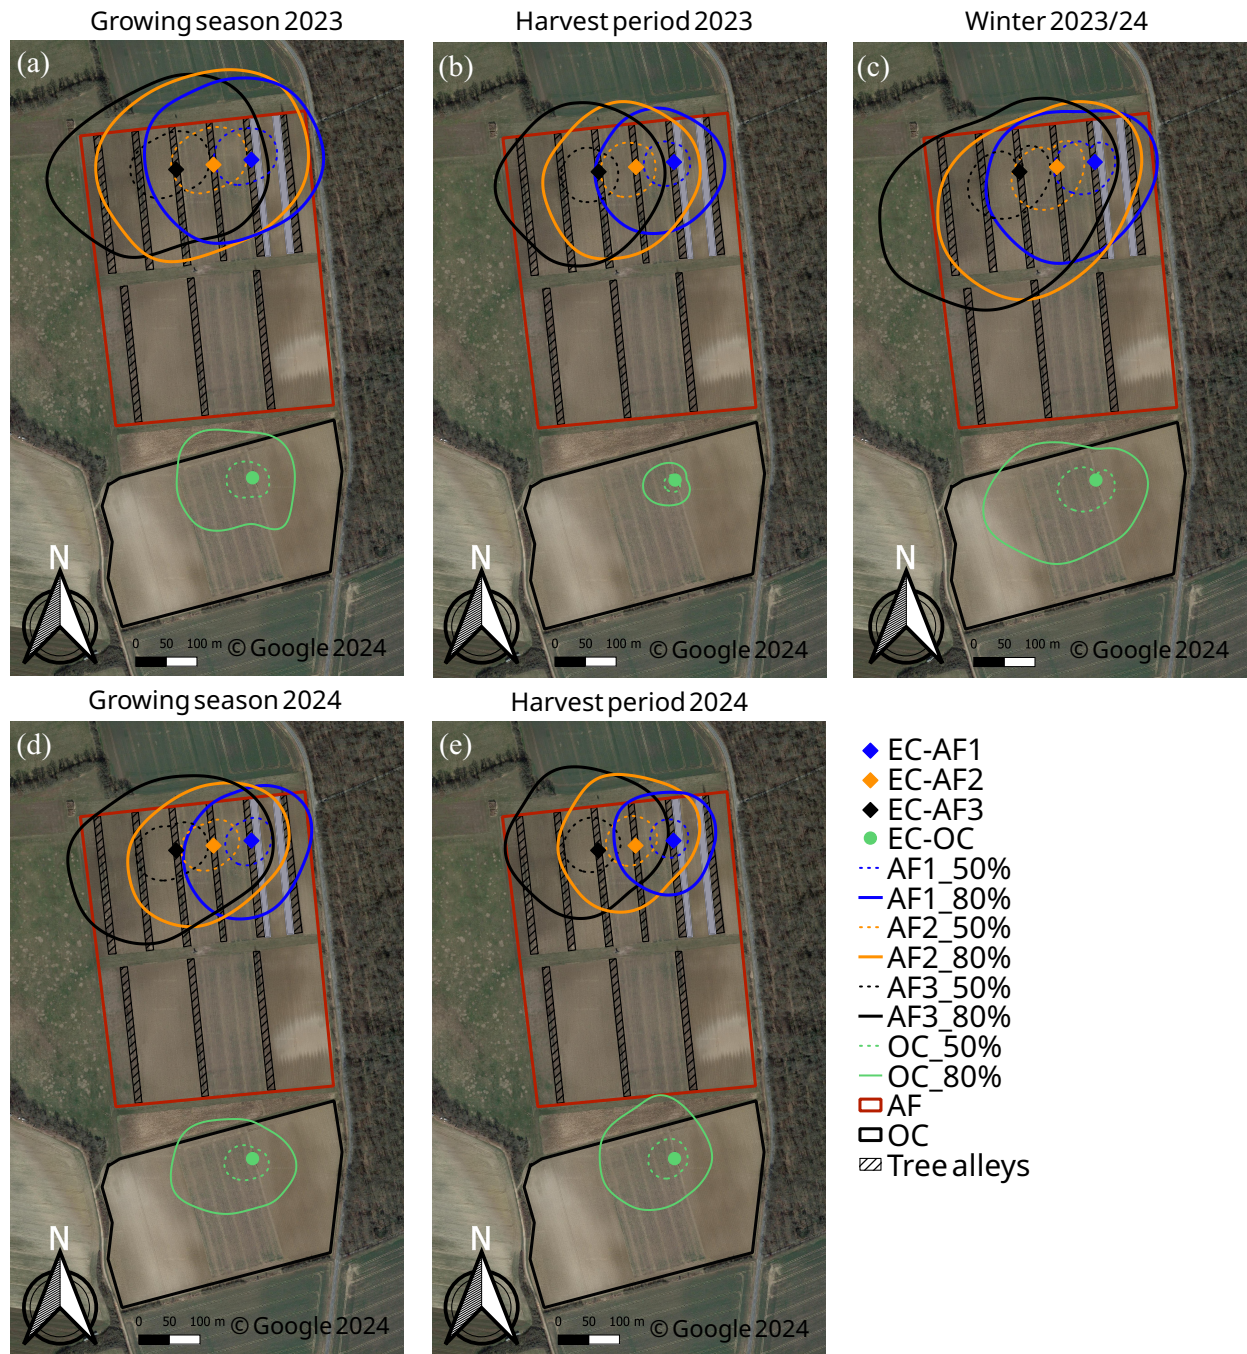 Growing season 2023
Harvest period 2023
Winter 2023/24
(a)
(b)
(c)
N
0 50 100 m
© Google 2024
N
0 50 100 m
© Google 2024
N
0 50 100 m
© Google 2024
Growing season 2024
Harvest period 2024
(d)
(e)
N
0 50 100 m
© Google 2024
N
0 50 100 m
© Google 2024
EC-AF1
EC-AF2
EC-AF3
EC-OC
AF1_50%
AF1_80%
AF2_50%
AF2_80%
AF3_50%
AF3_80%
OC_50%
OC_80%
AF
OC
Tree alleys